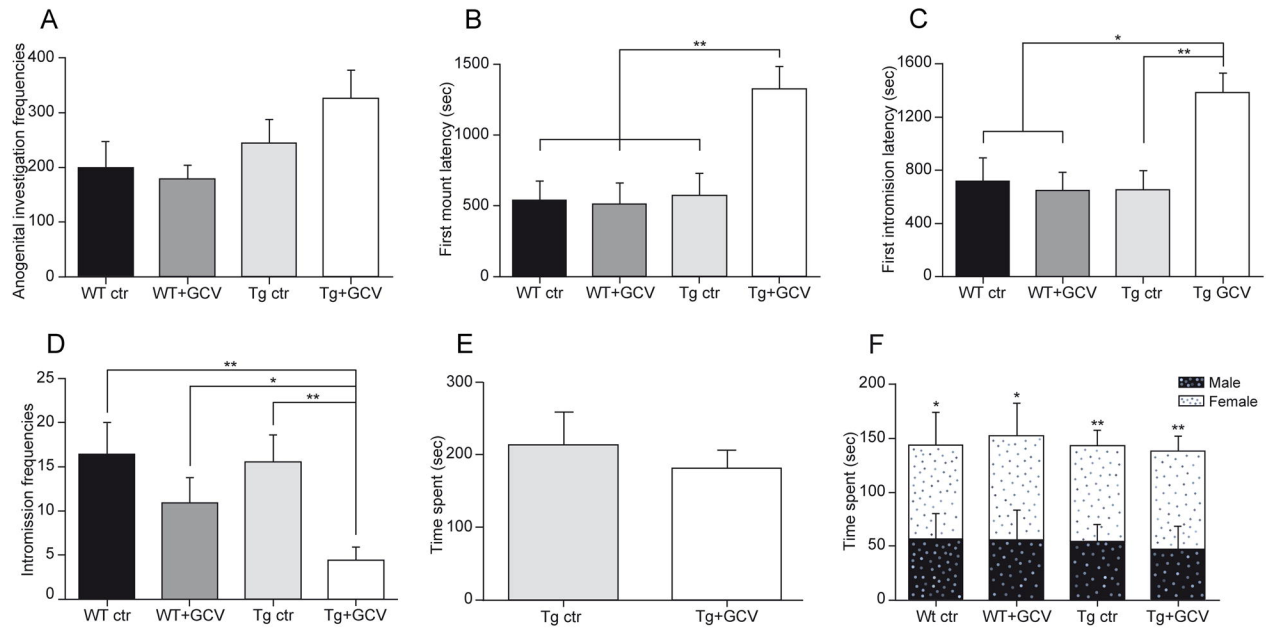 A
Anogenital investigation frequencies
400
300
200
100
0
WT ctr
WT+GCV
Tg ctr
Tg+GCV
B
First mount latency (sec)
1500
1000
500
0
**
WT ctr
WT+GCV
Tg ctr
Tg+GCV
C
First intromision latency (sec)
1600
1200
800
400
0
*
**
WT ctr
WT+GCV
Tg ctr
Tg GCV
D
Intromission frequencies
25
20
15
10
5
0
**
*
**
WT ctr
WT+GCV
Tg ctr
Tg+GCV
E
Time spent (sec)
300
200
100
0
Tg ctr
Tg+GCV
F
Time spent (sec)
200
150
100
50
0
Male
Female
*
*
**
**
Wt ctr
WT+GCV
Tg ctr
Tg+GCV